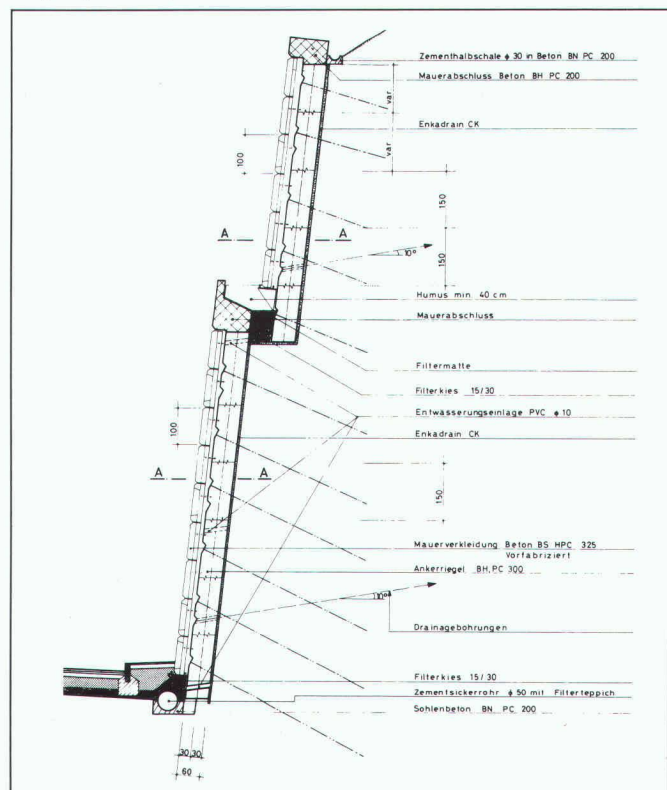 Zementhalbschale ϕ 30 in Beton BN PC 200
Mauerabschluss Beton BH PC 200
var
Enkadrain CK
var
100
150
A
A
150
10°
Humus min. 40 cm
Mauerabschluss
Filtermatte
Filterkies 15/30
Entwässerungseinlage PVC ϕ 10
100
Enkadrain CK
A
A
150
Mauerverkleidung Beton BS HPC 325
Vorfabriziert
Ankerriegel BH, PC 300
10°
Drainagebohrungen
Filterkies 15/30
Zementsickerrohr ϕ 50 mit Filterteppich
Sohlenbeton BN PC 200
30 30
60